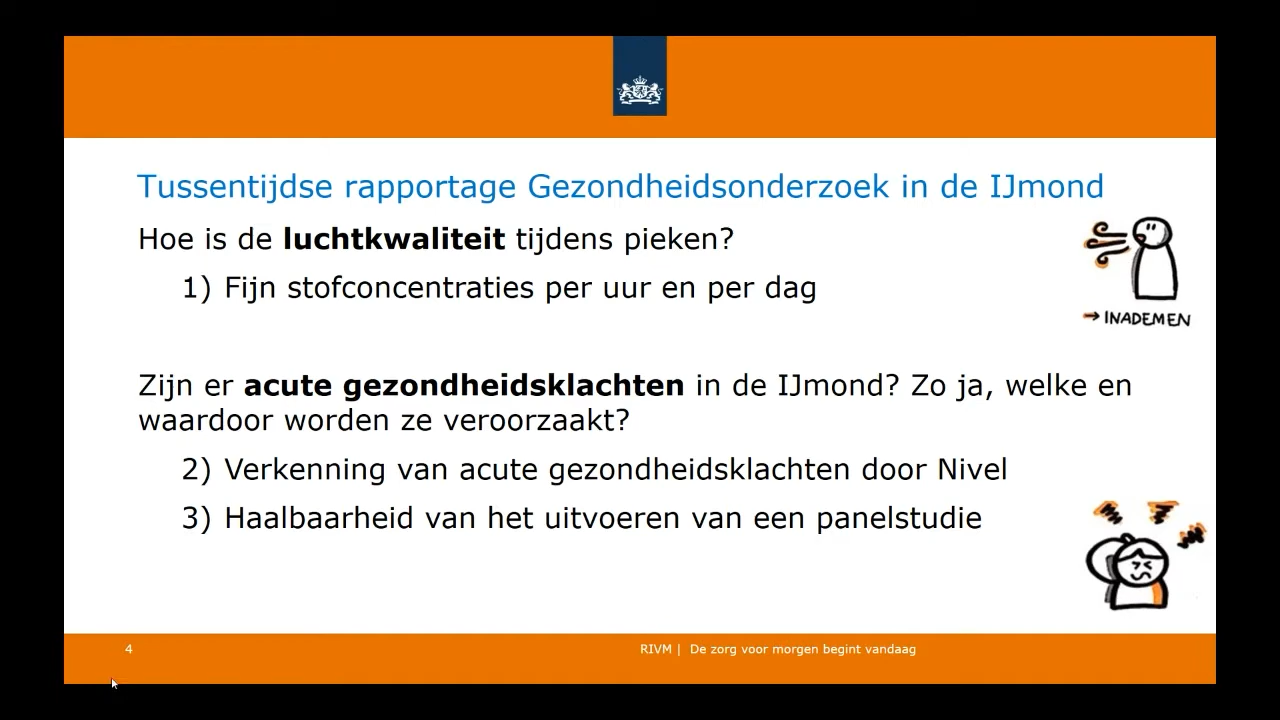 Tussentijdse rapportage Gezondheidsonderzoek in de IJmond
Hoe is de luchtkwaliteit tijdens pieken?
1) Fijn stofconcentraties per uur en per dag
→ INADEMEN
Zijn er acute gezondheidsklachten in de IJmond? Zo ja, welke en
waardoor worden ze veroorzaakt?
2) Verkenning van acute gezondheidsklachten door Nivel
3) Haalbaarheid van het uitvoeren van een panelstudie
4
RIVM | De zorg voor morgen begint vandaag